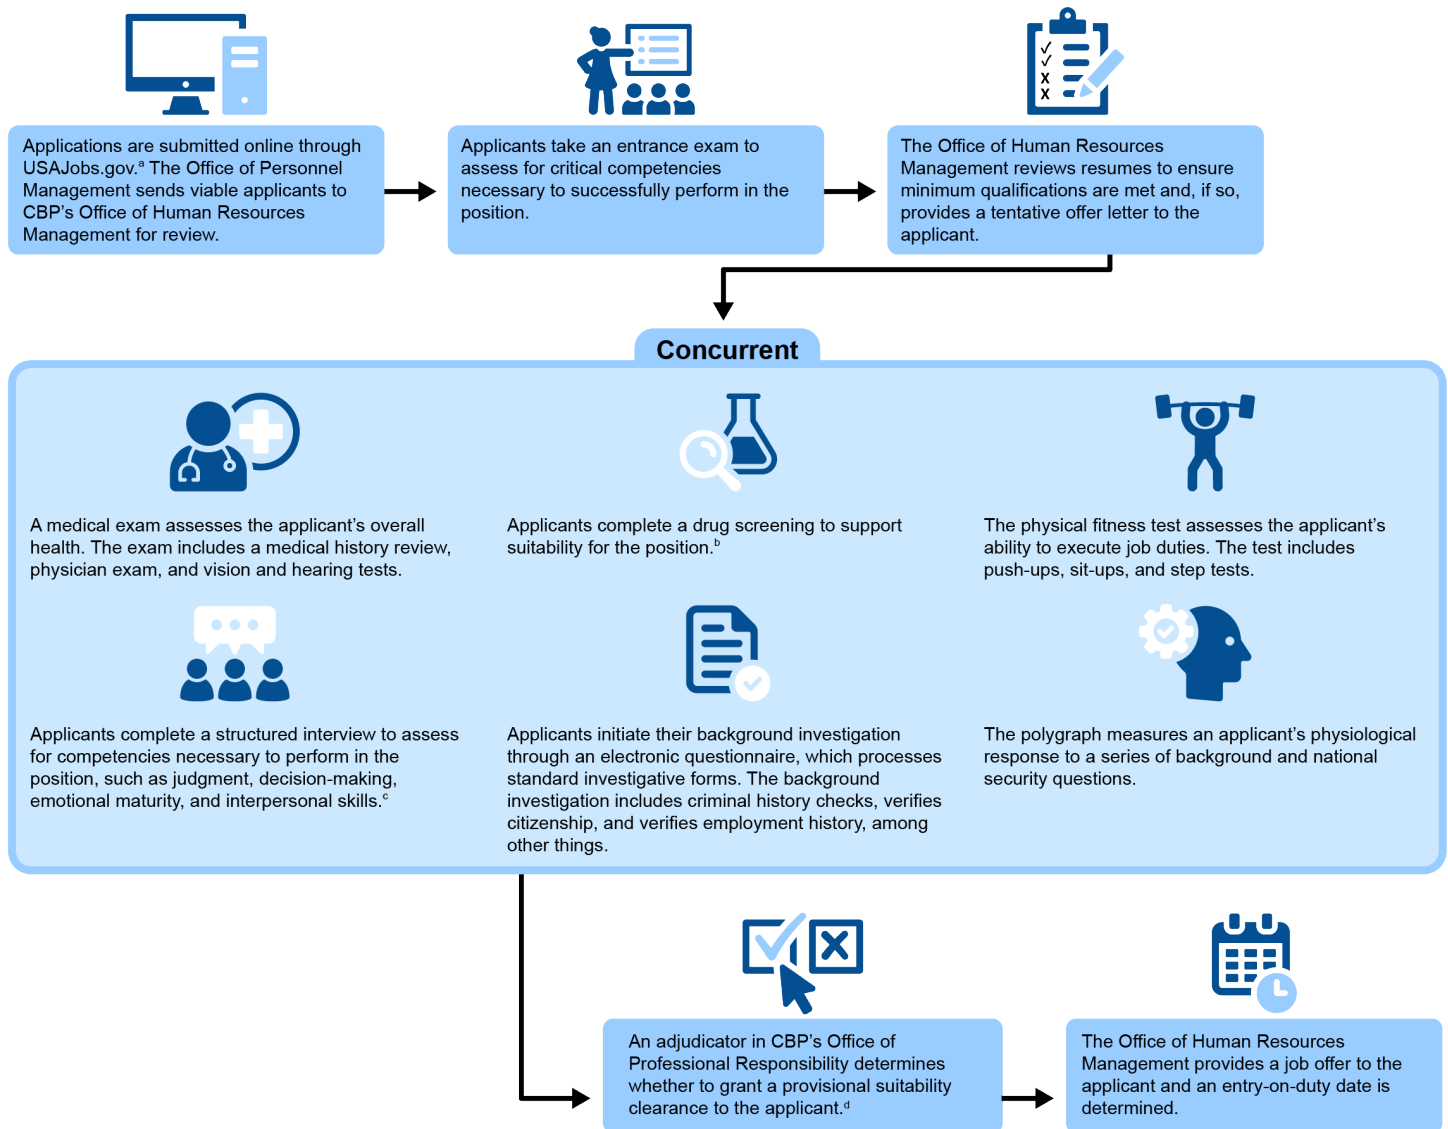 Applications are submitted online through
USAJobs.gov.ᵃ The Office of Personnel
Management sends viable applicants to
CBP’s Office of Human Resources
Management for review.
Applicants take an entrance exam to
assess for critical competencies
necessary to successfully perform in the
position.
The Office of Human Resources
Management reviews resumes to ensure
minimum qualifications are met and, if so,
provides a tentative offer letter to the
applicant.
Concurrent
A medical exam assesses the applicant’s overall
health. The exam includes a medical history review,
physician exam, and vision and hearing tests.
Applicants complete a drug screening to support
suitability for the position.ᵇ
The physical fitness test assesses the applicant’s
ability to execute job duties. The test includes
push-ups, sit-ups, and step tests.
Applicants complete a structured interview to assess
for competencies necessary to perform in the
position, such as judgment, decision-making,
emotional maturity, and interpersonal skills.ᶜ
Applicants initiate their background investigation
through an electronic questionnaire, which processes
standard investigative forms. The background
investigation includes criminal history checks, verifies
citizenship, and verifies employment history, among
other things.
The polygraph measures an applicant’s physiological
response to a series of background and national
security questions.
An adjudicator in CBP’s Office of
Professional Responsibility determines
whether to grant a provisional suitability
clearance to the applicant.ᵈ
The Office of Human Resources
Management provides a job offer to the
applicant and an entry-on-duty date is
determined.